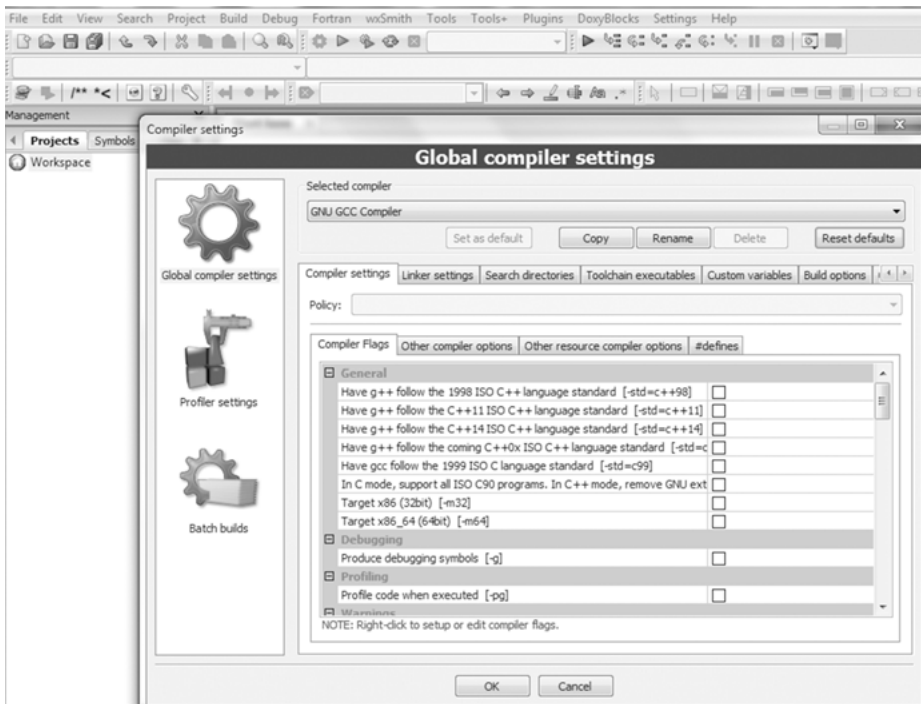 File Edit View Search Project Build Debug Fortran wxSmith Tools Tools+ Plugins DoxyBlocks Settings Help
/** *<
.*
Management
Projects Symbols
Workspace
Compiler settings
Global compiler settings
Selected compiler
GNU GCC Compiler
Set as default Copy Rename Delete Reset defaults
Global compiler settings
Compiler settings Linker settings Search directories Toolchain executables Custom variables Build options
Policy:
Compiler Flags Other compiler options Other resource compiler options #defines
General
Have g++ follow the 1998 ISO C++ language standard [-std=c++98]
Have g++ follow the C++11 ISO C++ language standard [-std=c++11]
Have g++ follow the C++14 ISO C++ language standard [-std=c++14]
Have g++ follow the coming C++0x ISO C++ language standard [-std=c
Have gcc follow the 1999 ISO C language standard [-std=c99]
In C mode, support all ISO C90 programs. In C++ mode, remove GNU ext
Target x86 (32bit) [-m32]
Target x86_64 (64bit) [-m64]
Debugging
Produce debugging symbols [-g]
Profiling
Profile code when executed [-pg]
Warnings
NOTE: Right-click to setup or edit compiler flags.
Profiler settings
Batch builds
OK Cancel